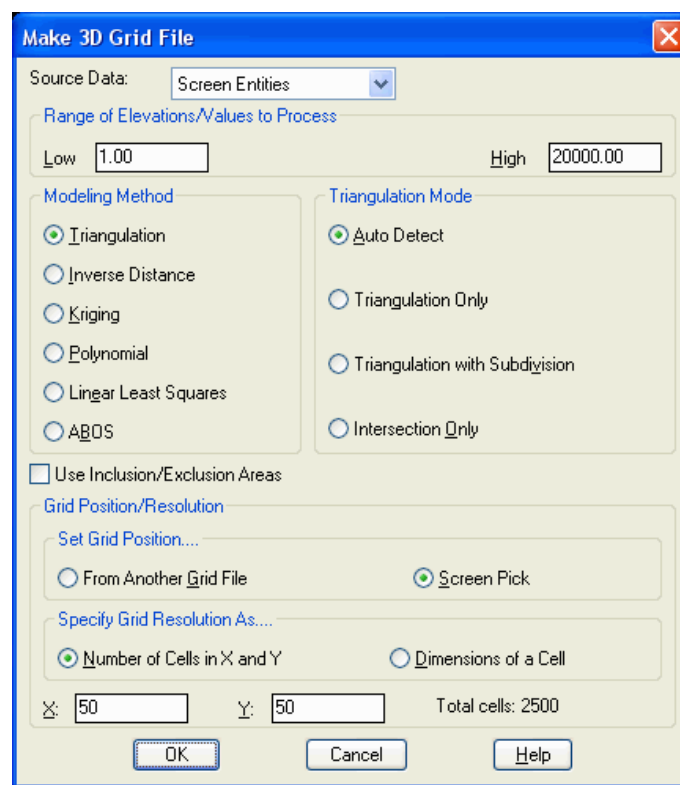 Make 3D Grid File
Source Data: Screen Entities
Range of Elevations/Values to Process
Low 1.00 High 20000.00
Modeling Method Triangulation Mode
Triangulation Auto Detect
Inverse Distance
Kriging Triangulation Only
Polynomial Triangulation with Subdivision
Linear Least Squares
ABOS Intersection Only
Use Inclusion/Exclusion Areas
Grid Position/Resolution
Set Grid Position....
From Another Grid File Screen Pick
Specify Grid Resolution As....
Number of Cells in X and Y Dimensions of a Cell
X: 50 Y: 50 Total cells: 2500
OK Cancel Help